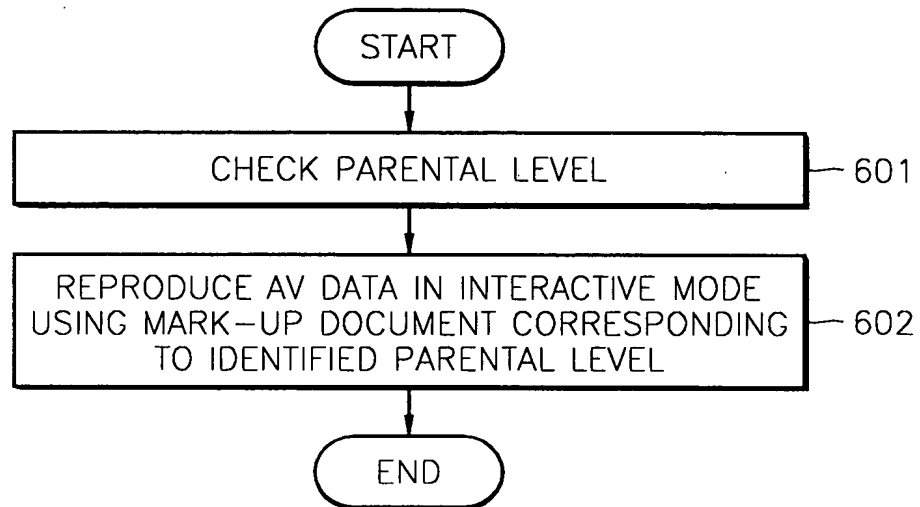 START
CHECK PARENTAL LEVEL
601
REPRODUCE AV DATA IN INTERACTIVE MODE
USING MARK-UP DOCUMENT CORRESPONDING
TO IDENTIFIED PARENTAL LEVEL
602
END